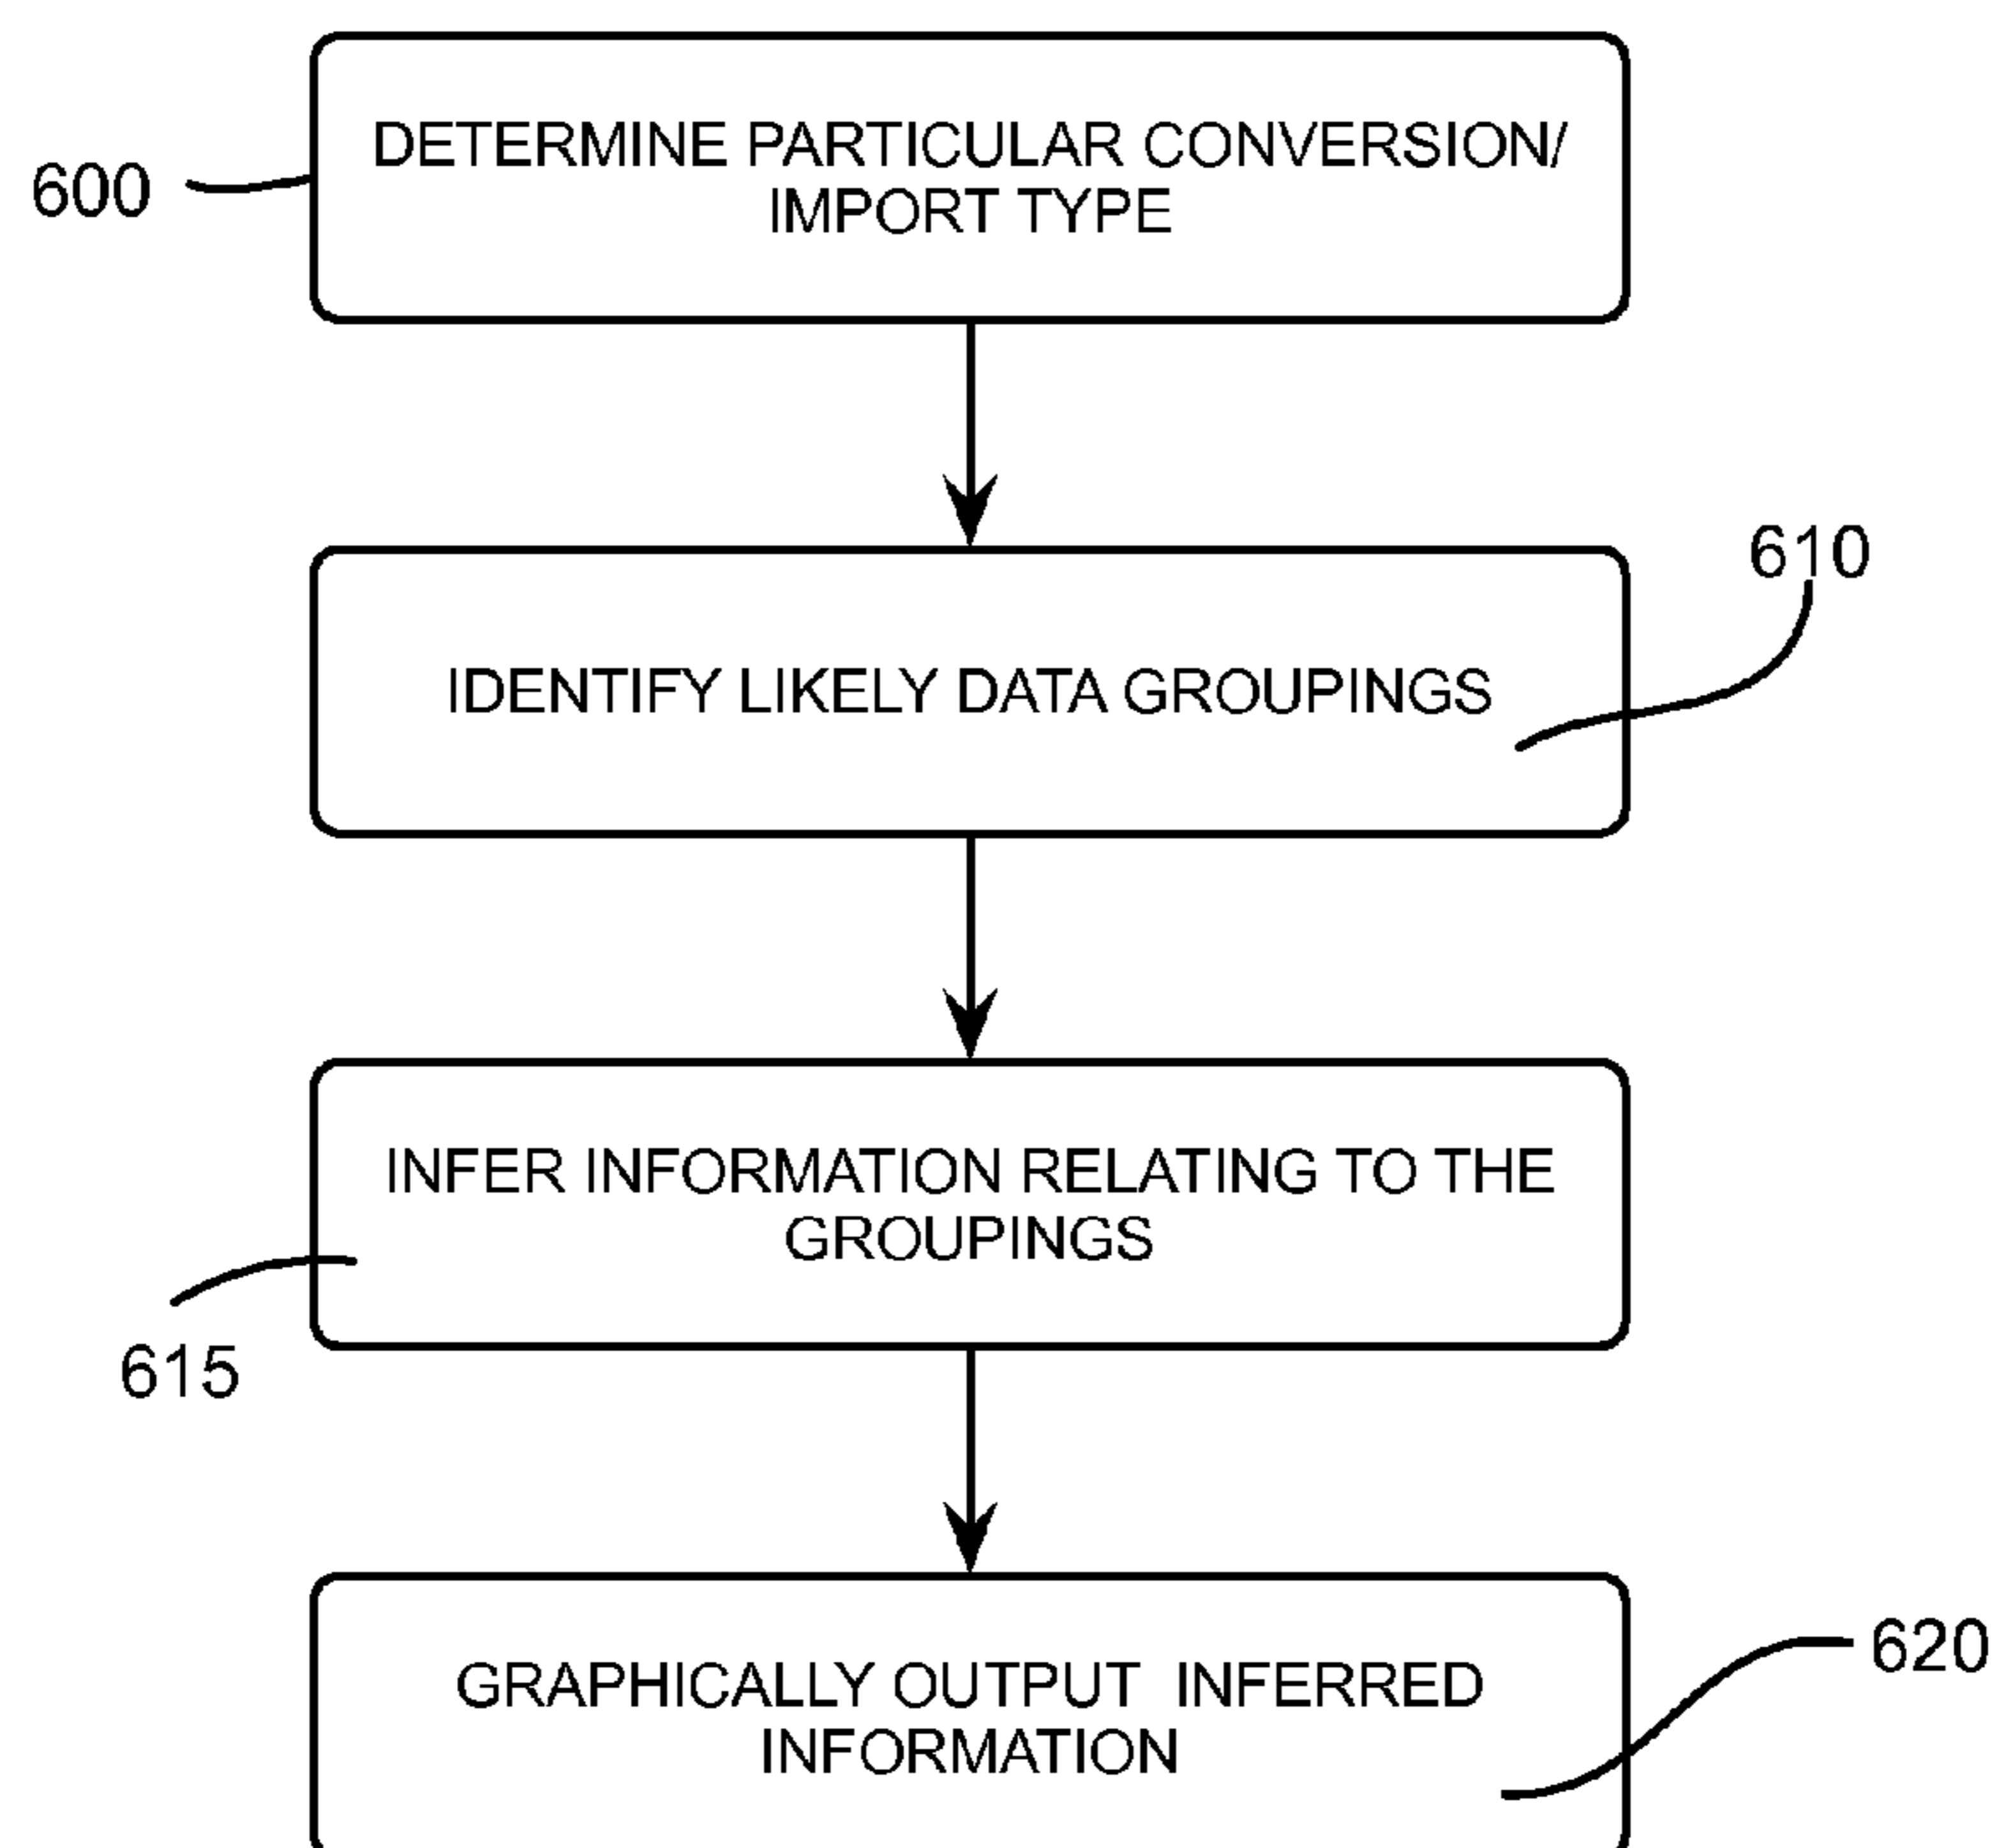 DETERMINE PARTICULAR CONVERSION/
IMPORT TYPE
600
610
IDENTIFY LIKELY DATA GROUPINGS
INFER INFORMATION RELATING TO THE
GROUPINGS
615
GRAPHICALLY OUTPUT INFERRED
INFORMATION
620